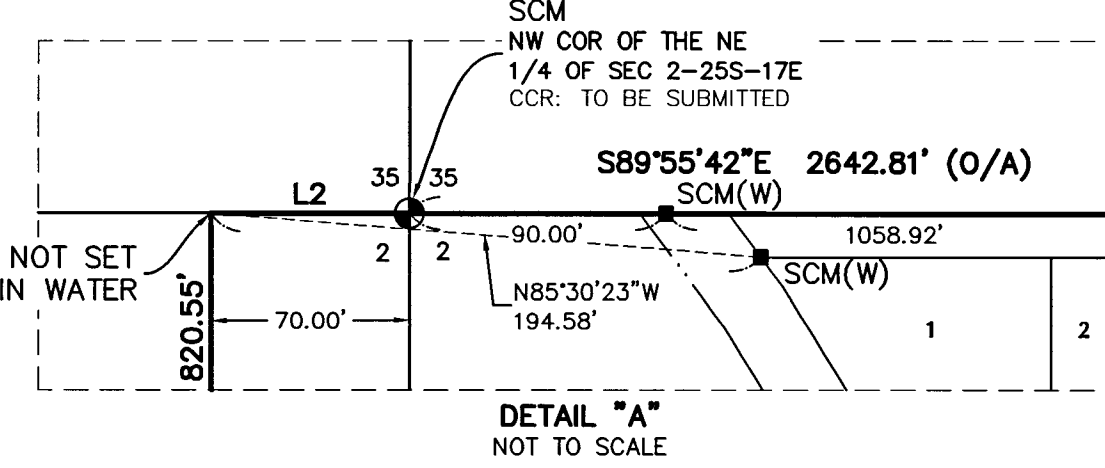 SCM
NW COR OF THE NE
1/4 OF SEC 2-25S-17E
CCR: TO BE SUBMITTED
S89°55'42"E 2642.81' (O/A)
35 35
L2
SCM(W)
2 2
90.00'
1058.92'
NOT SET
IN WATER
SCM(W)
N85°30'23"W
194.58'
820.55'
70.00'
1
2
DETAIL "A"
NOT TO SCALE